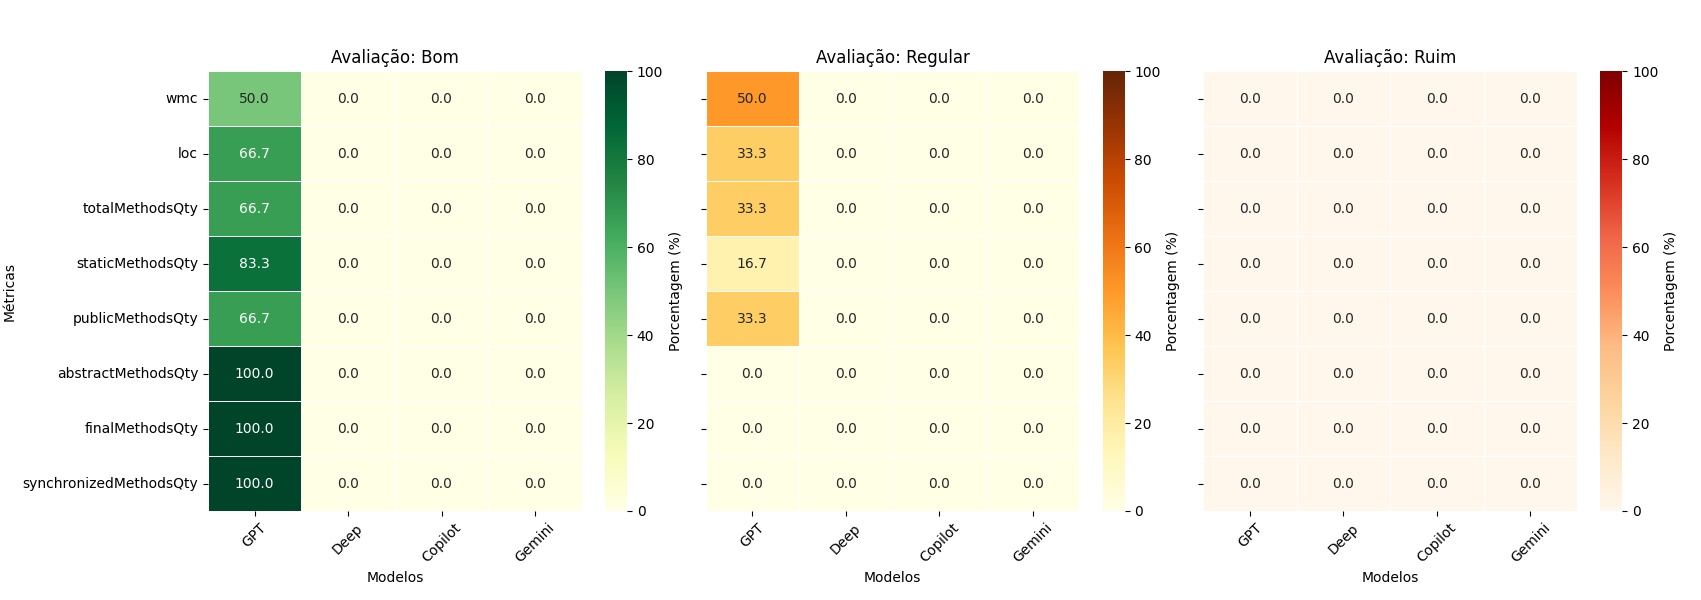 Avaliação: Bom
Avaliação: Regular
Avaliação: Ruim
Métricas
wmc 50.0 0.0 0.0 0.0 50.0 0.0 0.0 0.0 0.0 0.0 0.0 0.0
loc 66.7 0.0 0.0 0.0 33.3 0.0 0.0 0.0 0.0 0.0 0.0 0.0
totalMethodsQty 66.7 0.0 0.0 0.0 33.3 0.0 0.0 0.0 0.0 0.0 0.0 0.0
staticMethodsQty 83.3 0.0 0.0 0.0 16.7 0.0 0.0 0.0 0.0 0.0 0.0 0.0
publicMethodsQty 66.7 0.0 0.0 0.0 33.3 0.0 0.0 0.0 0.0 0.0 0.0 0.0
abstractMethodsQty 100.0 0.0 0.0 0.0 0.0 0.0 0.0 0.0 0.0 0.0 0.0 0.0
finalMethodsQty 100.0 0.0 0.0 0.0 0.0 0.0 0.0 0.0 0.0 0.0 0.0 0.0
synchronizedMethodsQty 100.0 0.0 0.0 0.0 0.0 0.0 0.0 0.0 0.0 0.0 0.0 0.0
100 100 100
80 80 80
60 60 60
40 40 40
20 20 20
0 0 0
Porcentagem (%)
Porcentagem (%)
Porcentagem (%)
GPT Deep Copilot Gemini GPT Deep Copilot Gemini GPT Deep Copilot Gemini
Modelos
Modelos
Modelos